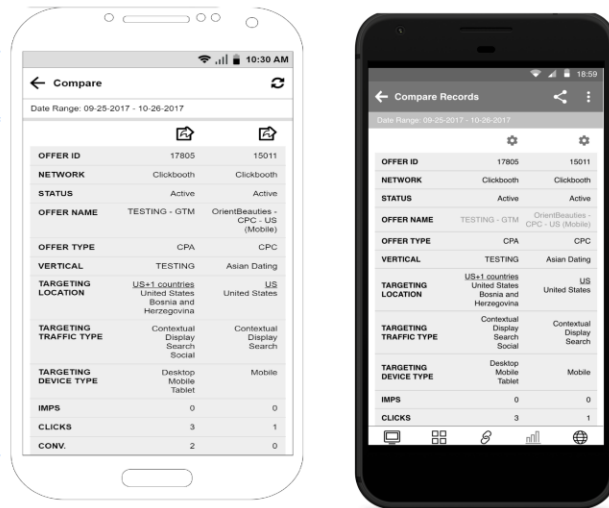 10:30 AM
Compare
Date Range: 09-25-2017 - 10-26-2017
OFFER ID 17805 15011
NETWORK Clickbooth Clickbooth
STATUS Active Active
OFFER NAME TESTING - GTM OrientBeauties -
CPC - US
(Mobile)
OFFER TYPE CPA CPC
VERTICAL TESTING Asian Dating
TARGETING US+1 countries US
LOCATION United States United States
Bosnia and
Herzegovina
TARGETING Contextual Contextual
TRAFFIC TYPE Display Display
Search Search
Social
TARGETING Desktop Mobile
DEVICE TYPE Mobile
Tablet
IMPS 0 0
CLICKS 3 1
CONV. 2 0
18:59
Compare Records
Date Range: 09-25-2017 - 10-26-2017
OFFER ID 17805 15011
NETWORK Clickbooth Clickbooth
STATUS Active Active
OFFER NAME TESTING - GTM OrientBeauties -
CPC - US (Mobile)
OFFER TYPE CPA CPC
VERTICAL TESTING Asian Dating
US+1 countries
TARGETING United States US
LOCATION Bosnia and United States
Herzegovina
Contextual
TARGETING Display Contextual
TRAFFIC TYPE Search Display
Social Search
TARGETING Desktop
DEVICE TYPE Mobile Mobile
Tablet
IMPS 0 0
CLICKS 3 1